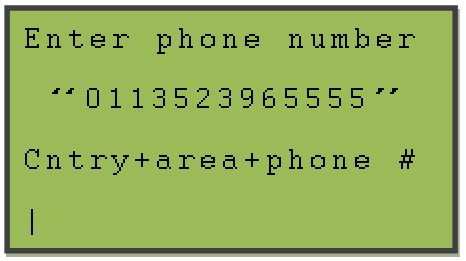 Enter phone number
“0113523965555”
Cntry+area+phone #
|